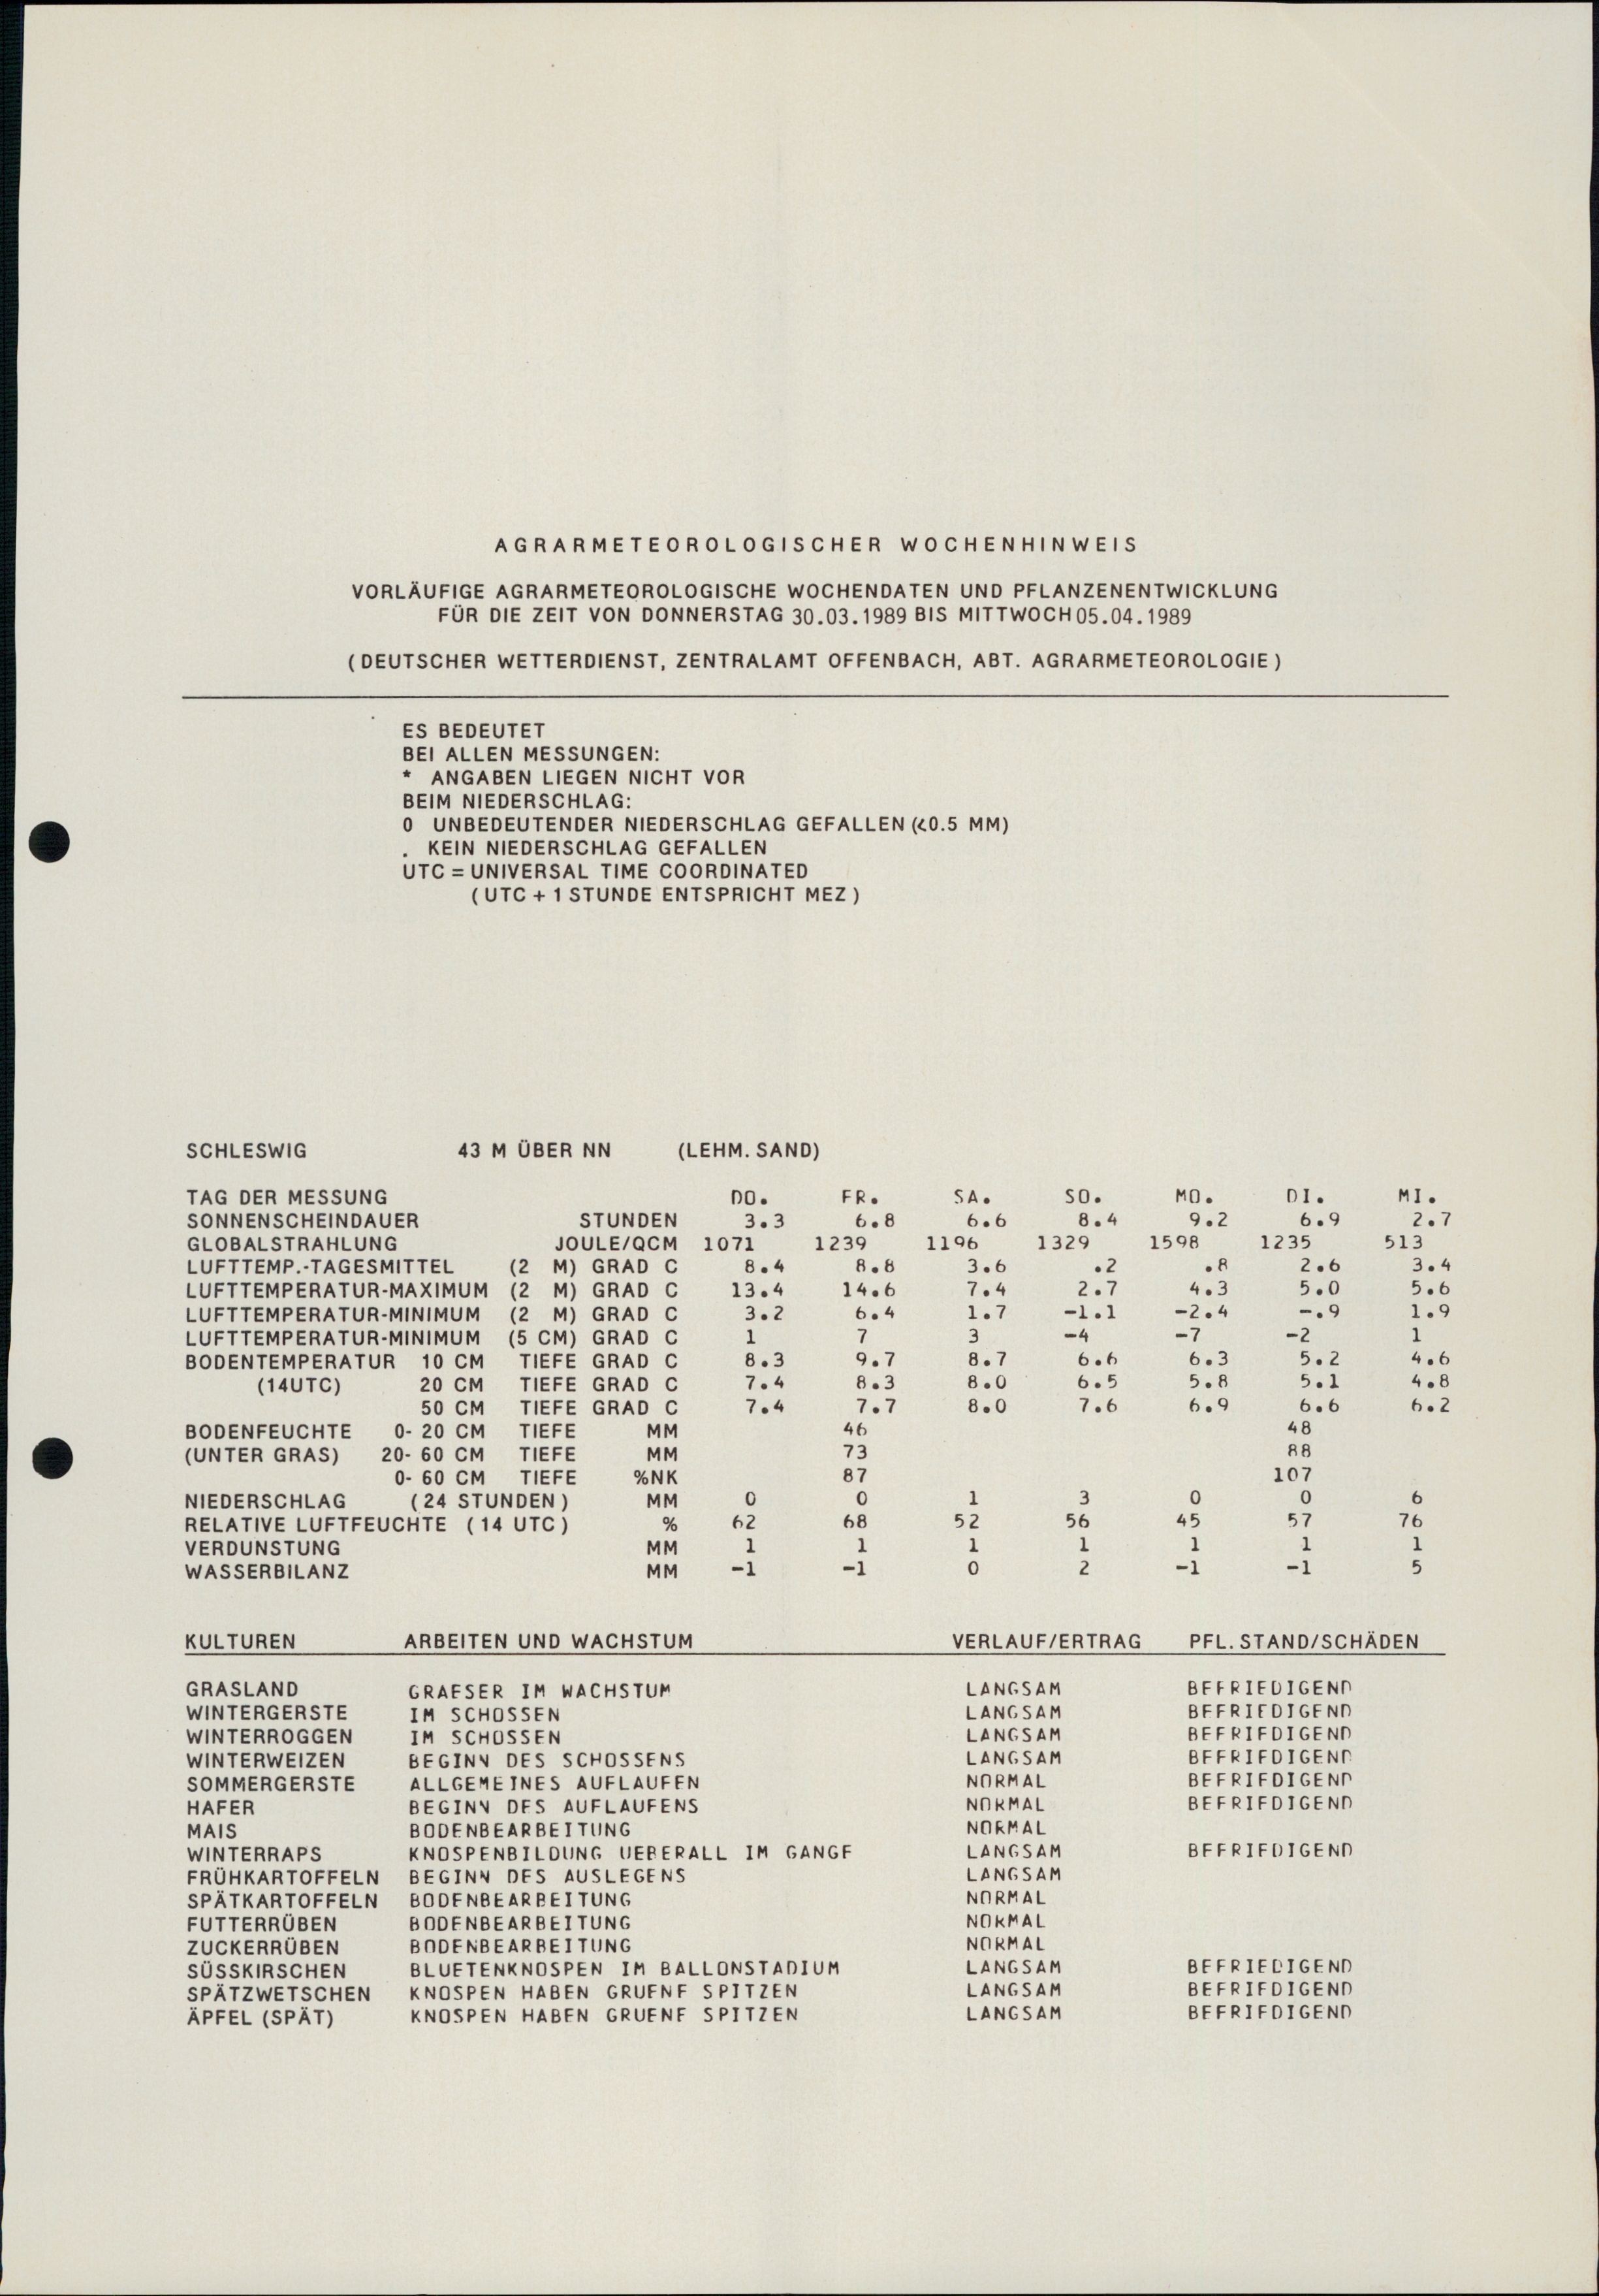 AGRARMETEOROLOGISCHER WOCHENHINWEIS
VORLÄUFIGE AGRARMETEOROLOGISCHE WOCHENDATEN UND PFLANZENENTWICKLUNG
FÜR DIE ZEIT VON DONNERSTAG 30.03.1989 BIS MITTWOCH 05.04.1989
(DEUTSCHER WETTERDIENST, ZENTRALAMT OFFENBACH, ABT. AGRARMETEOROLOGIE)
ES BEDEUTET
BEI ALLEN MESSUNGEN:
* ANGABEN LIEGEN NICHT VOR
BEIM NIEDERSCHLAG:
0 UNBEDEUTENDER NIEDERSCHLAG GEFALLEN (<0.5 MM)
. KEIN NIEDERSCHLAG GEFALLEN
UTC = UNIVERSAL TIME COORDINATED
(UTC + 1 STUNDE ENTSPRICHT MEZ)
SCHLESWIG 43 M ÜBER NN (LEHM. SAND)
TAG DER MESSUNG DO. FR. SA. SO. MO. DI. MI.
SONNENSCHEINDAUER STUNDEN 3.3 6.8 6.6 8.4 9.2 6.9 2.7
GLOBALSTRAHLUNG JOULE/QCM 1071 1239 1196 1329 1598 1235 513
LUFTTEMP.-TAGESMITTEL (2 M) GRAD C 8.4 8.8 3.6 .2 .8 2.6 3.4
LUFTTEMPERATUR-MAXIMUM (2 M) GRAD C 13.4 14.6 7.4 2.7 4.3 5.0 5.6
LUFTTEMPERATUR-MINIMUM (2 M) GRAD C 3.2 6.4 1.7 -1.1 -2.4 -.9 1.9
LUFTTEMPERATUR-MINIMUM (5 CM) GRAD C 1 7 3 -4 -7 -2 1
BODENTEMPERATUR 10 CM TIEFE GRAD C 8.3 9.7 8.7 6.6 6.3 5.2 4.6
(14UTC) 20 CM TIEFE GRAD C 7.4 8.3 8.0 6.5 5.8 5.1 4.8
50 CM TIEFE GRAD C 7.4 7.7 8.0 7.6 6.9 6.6 6.2
BODENFEUCHTE 0- 20 CM TIEFE MM 46 48
(UNTER GRAS) 20- 60 CM TIEFE MM 73 88
0- 60 CM TIEFE %NK 87 107
NIEDERSCHLAG (24 STUNDEN) MM 0 0 1 3 0 0 6
RELATIVE LUFTFEUCHTE (14 UTC) % 62 68 52 56 45 57 76
VERDUNSTUNG MM 1 1 1 1 1 1 1
WASSERBILANZ MM -1 -1 0 2 -1 -1 5
KULTUREN ARBEITEN UND WACHSTUM VERLAUF/ERTRAG PFL. STAND/SCHÄDEN
GRASLAND GRAESER IM WACHSTUM LANGSAM BEFRIEDIGEND
WINTERGERSTE IM SCHOSSEN LANGSAM BEFRIEDIGEND
WINTERROGGEN IM SCHOSSEN LANGSAM BEFRIEDIGEND
WINTERWEIZEN BEGINN DES SCHOSSENS LANGSAM BEFRIEDIGEND
SOMMERGERSTE ALLGEMEINES AUFLAUFEN NORMAL BEFRIEDIGEND
HAFER BEGINN DES AUFLAUFENS NORMAL BEFRIEDIGEND
MAIS BODENBEARBEITUNG NORMAL
WINTERRAPS KNOSPENBILDUNG UEBERALL IM GANGE LANGSAM BEFRIEDIGEND
FRÜHKARTOFFELN BEGINN DES AUSLEGENS LANGSAM
SPÄTKARTOFFELN BODENBEARBEITUNG NORMAL
FUTTERRÜBEN BODENBEARBEITUNG NORMAL
ZUCKERRÜBEN BODENBEARBEITUNG NORMAL
SÜSSKIRSCHEN BLUETENKNOSPEN IM BALLONSTADIUM LANGSAM BEFRIEDIGEND
SPÄTZWETSCHEN KNOSPEN HABEN GRUENE SPITZEN LANGSAM BEFRIEDIGEND
ÄPFEL (SPÄT) KNOSPEN HABEN GRUENE SPITZEN LANGSAM BEFRIEDIGEND